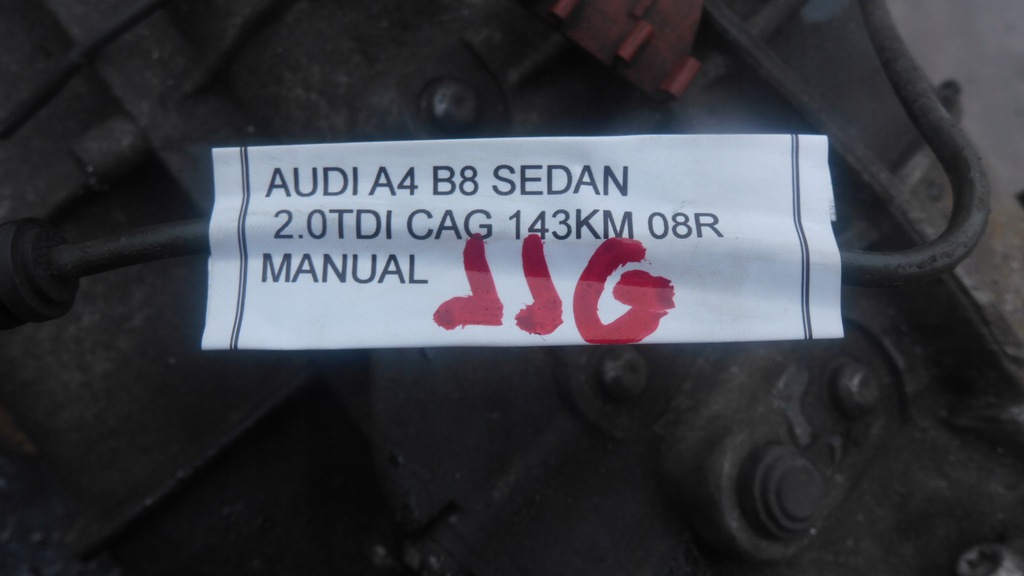 AUDI A4 B8 SEDAN
2.0TDI CAG 143KM 08R
MANUAL JJG